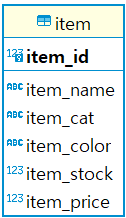 item
123 item_id
ABC item_name
ABC item_cat
ABC item_color
123 item_stock
123 item_price